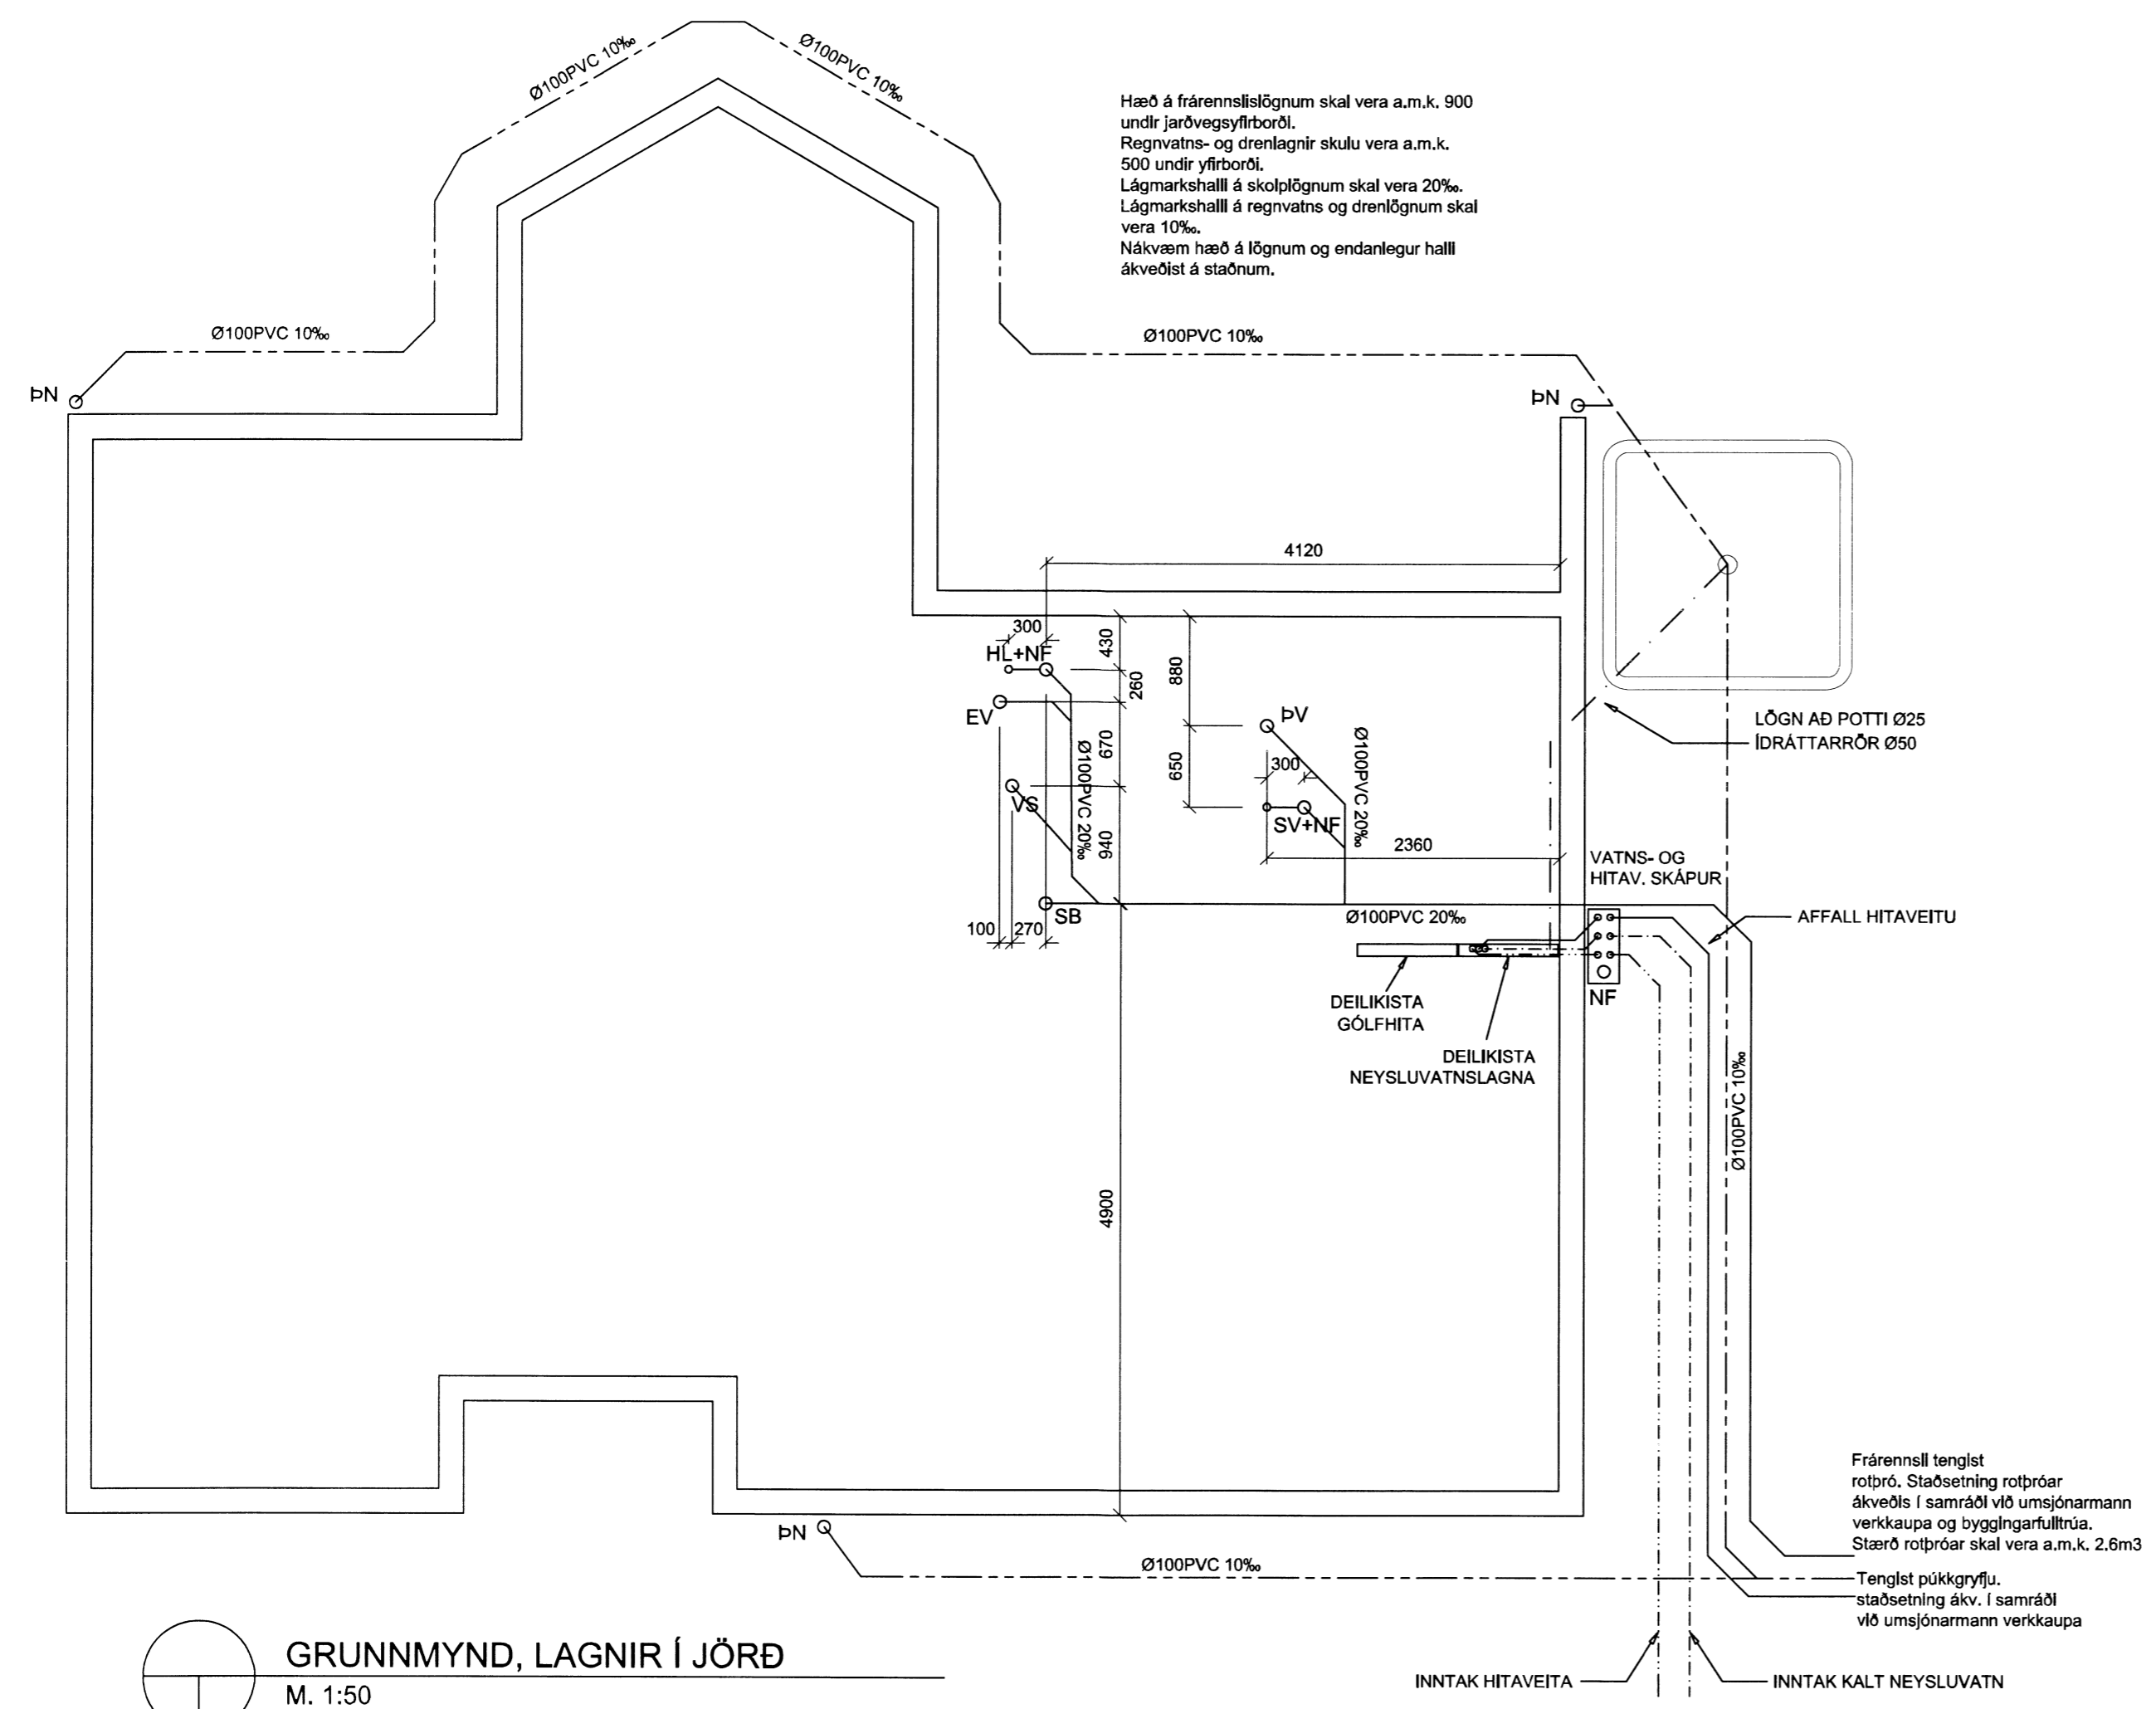 Ø100PVC 10‰
Ø100PVC 10‰
Hæð á frárennslislögnum skal vera a.m.k. 900
undir jarðvegsyfirborði.
Regnvatns- og drenlagnir skulu vera a.m.k.
500 undir yfirborði.
Lágmarkshalli á skolplögnum skal vera 20‰.
Lágmarkshalli á regnvatns og drenlögnum skal
vera 10‰.
Nákvæm hæð á lögnum og endanlegur halli
ákveðist á staðnum.
Ø100PVC 10‰
Ø100PVC 10‰
ÞN
ÞN
4120
300
430
HL+NF
260
880
EV
ÞV
LÖGN AÐ POTTI Ø25
ÍDRÁTTARRÖR Ø50
670
Ø100PVC 20‰
650
300
Ø100PVC 20‰
VS
SV+NF
940
2360
VATNS- OG
HITAV. SKÁPUR
SB
Ø100PVC 20‰
AFFALL HITAVEITU
100
270
NF
DEILIKISTA
GÓLFHITA
DEILIKISTA
NEYSLUVATNSLAGNA
Ø100PVC 10‰
4900
Frárennsli tengist
rotþró. Staðsetning rotþróar
ákveðis í samráði við umsjónarmann
verkkaupa og byggingarfulltrúa.
Stærð rotþróar skal vera a.m.k. 2.6m3
ÞN
Ø100PVC 10‰
Tengist púkkgryfju.
staðsetning ákv. í samráði
við umsjónarmann verkkaupa
GRUNNMYND, LAGNIR Í JÖRÐ
M. 1:50
INNTAK HITAVEITA
INNTAK KALT NEYSLUVATN